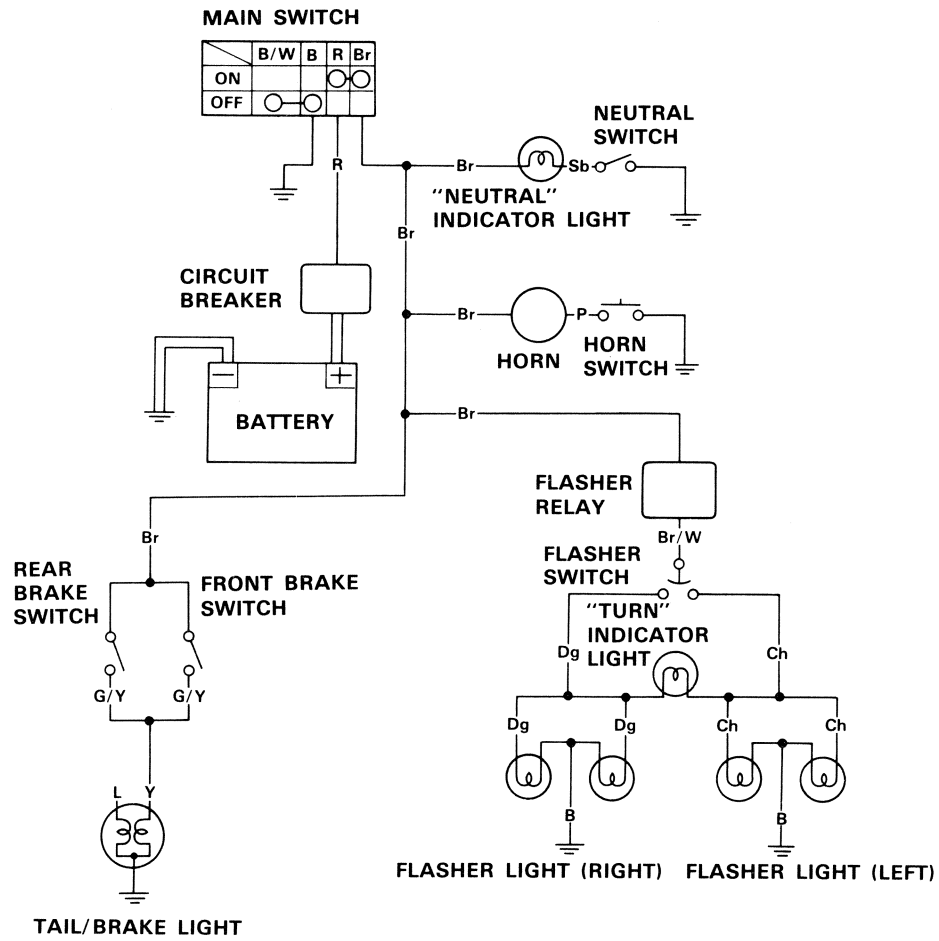 MAIN SWITCH
B/W B R Br
ON
OFF
R
Br
Sb
NEUTRAL
SWITCH
"NEUTRAL"
INDICATOR LIGHT
Br
CIRCUIT
BREAKER
Br
P
HORN
HORN
SWITCH
− +
BATTERY
Br
FLASHER
RELAY
Br/W
FLASHER
SWITCH
"TURN"
INDICATOR
LIGHT
Br
REAR
BRAKE
SWITCH
FRONT BRAKE
SWITCH
G/Y G/Y
Dg Ch
Dg Dg Ch Ch
L Y
B B
FLASHER LIGHT (RIGHT) FLASHER LIGHT (LEFT)
TAIL/BRAKE LIGHT